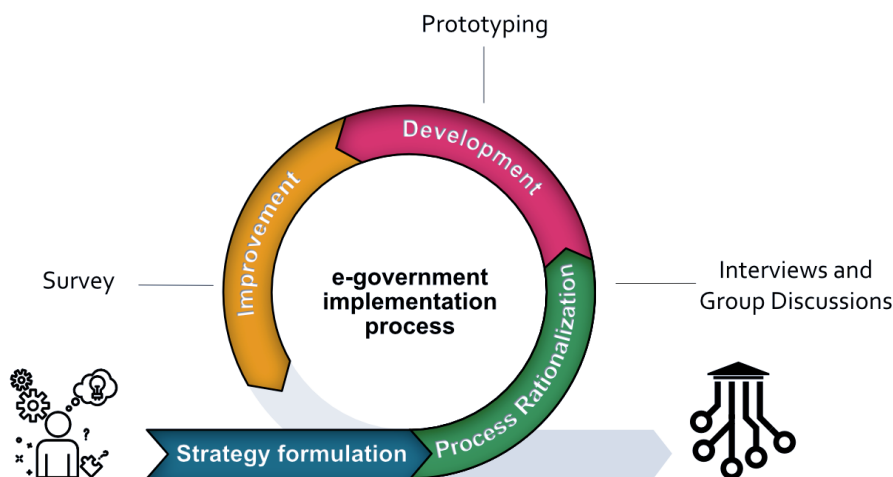 Prototyping
Development
Improvement
Survey
e-government
implementation
process
Interviews and
Group Discussions
Process Rationalization
Strategy formulation